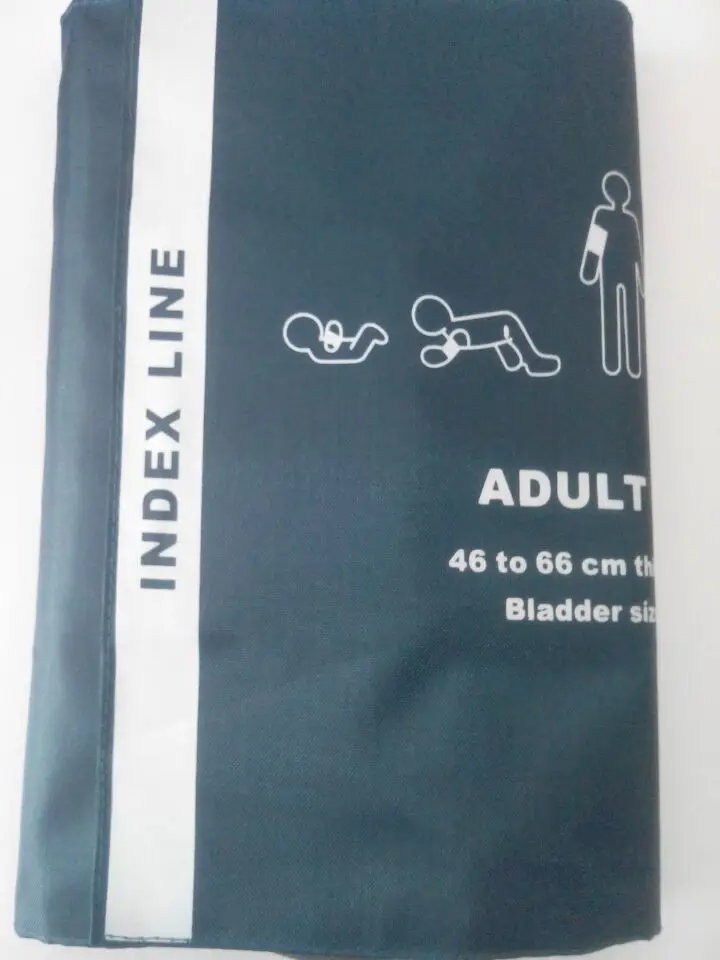 INDEX LINE
ADULT
46 to 66 cm
Bladder